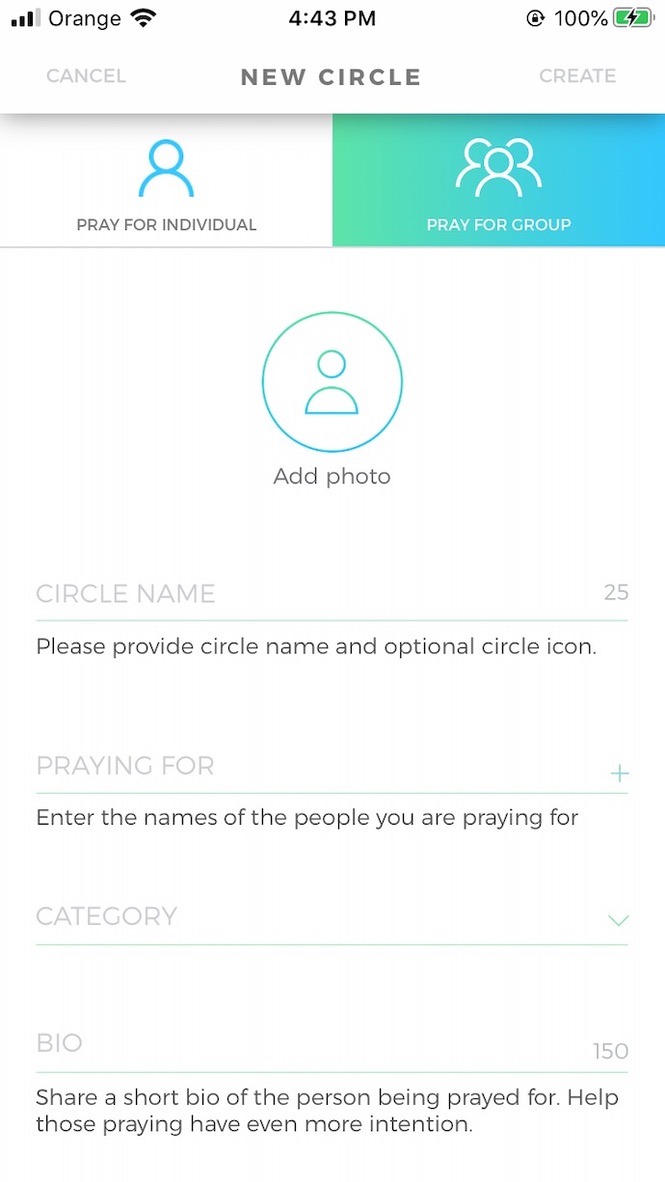 Orange 4:43 PM 100%
CANCEL NEW CIRCLE CREATE
PRAY FOR INDIVIDUAL PRAY FOR GROUP
Add photo
CIRCLE NAME 25
Please provide circle name and optional circle icon.
PRAYING FOR +
Enter the names of the people you are praying for
CATEGORY
BIO 150
Share a short bio of the person being prayed for. Help
those praying have even more intention.